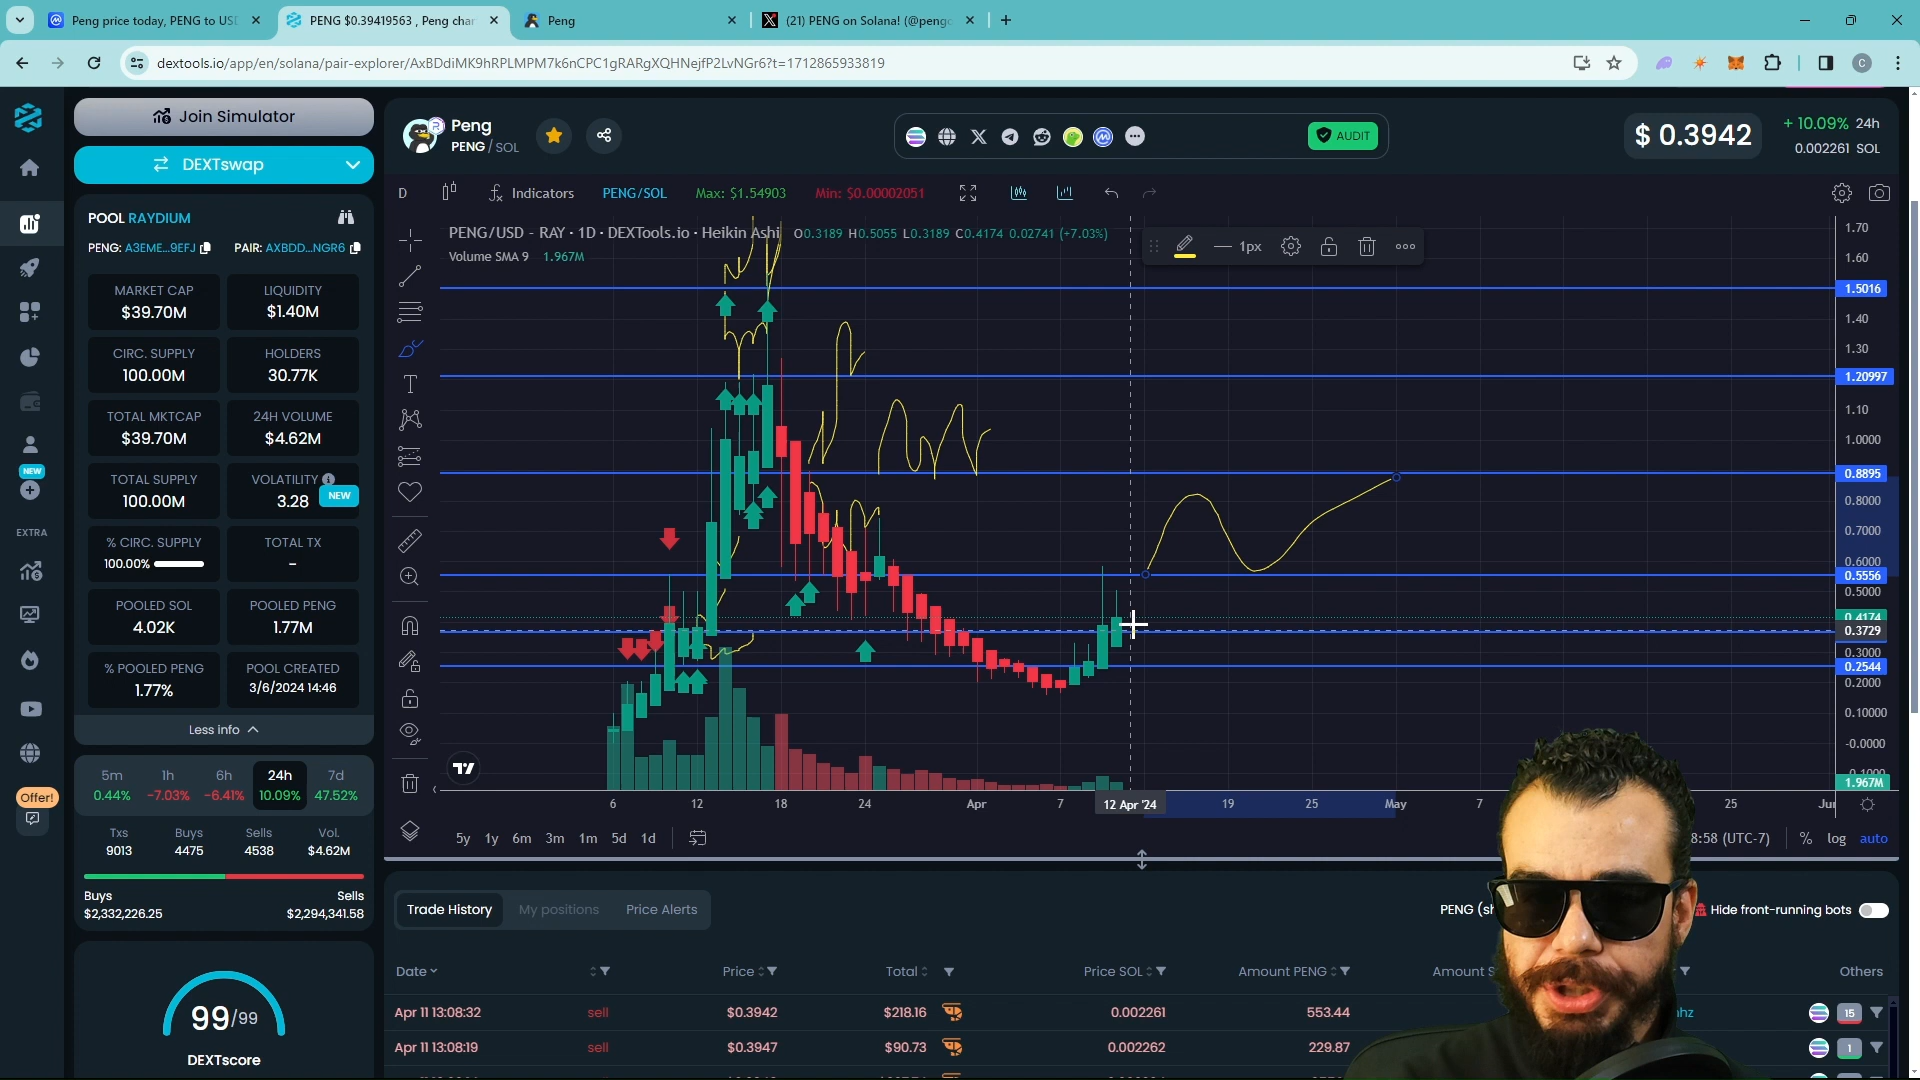 Peng price today, PENG to USD
PENG $0.39419563 , Peng char
Peng
(21) PENG on Solana! (@pengo
dextools.io/app/en/solana/pair-explorer/AxBDdiMK9hRPLMPM7k6nCPC1gRARgXQHNejfP2LvNGr6?t=1712865933819
C
Join Simulator
DEXTswap
POOL RAYDIUM
PENG: A3EME...9EFJ PAIR: AXBDD...NGR6
MARKET CAP LIQUIDITY
$39.70M $1.40M
CIRC. SUPPLY HOLDERS
100.00M 30.77K
TOTAL MKTCAP 24H VOLUME
$39.70M $4.62M
TOTAL SUPPLY VOLATILITY
100.00M 3.28 NEW
% CIRC. SUPPLY TOTAL TX
100.00% -
POOLED SOL POOLED PENG
4.02K 1.77M
% POOLED PENG POOL CREATED
1.77% 3/6/2024 14:46
Less info
5m 1h 6h 24h 7d
0.44% -7.03% -6.41% 10.09% 47.52%
Txs Buys Sells Vol.
9013 4475 4538 $4.62M
Buys Sells
$2,332,226.25 $2,294,341.58
99/99
DEXTscore
NEW
EXTRA
Offer!
Peng
PENG / SOL
AUDIT
$ 0.3942
+ 10.09% 24h
0.002261 SOL
D Indicators PENG/SOL Max: $1.54903 Min: $0.00002051
PENG/USD - RAY · 1D · DEXTools.io · Heikin Ashi O0.3189 H0.5055 L0.3189 C0.4174 0.02741 (+7.03%)
Volume SMA 9 1.967M
1px
1.70
1.60
1.5016
1.40
1.30
1.20997
1.10
1.0000
0.8895
0.8000
0.7000
0.6000
0.5556
0.5000
0.4174
0.3729
0.3000
0.2544
0.2000
0.10000
-0.0000
1.967M
6 12 18 24 Apr 7 12 Apr '24 19 25 May 7 25
5y 1y 6m 3m 1m 5d 1d
8:58 (UTC-7) % log auto
Trade History My positions Price Alerts
Hide front-running bots
Date Price Total Price SOL Amount PENG Others
Apr 11 13:08:32 sell $0.3942 $218.16 0.002261 553.44 15
Apr 11 13:08:19 sell $0.3947 $90.73 0.002262 229.87 1